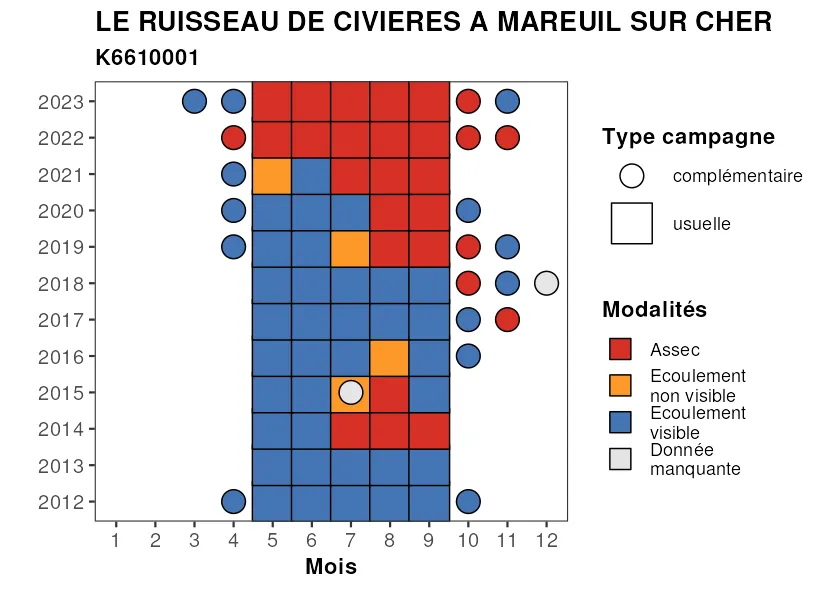 LE RUISSEAU DE CIVIERES A MAREUIL SUR CHER
K6610001
2023
2022
2021
2020
2019
2018
2017
2016
2015
2014
2013
2012
1 2 3 4 5 6 7 8 9 10 11 12
Mois
Type campagne
complémentaire
usuelle
Modalités
Assec
Ecoulement
non visible
Ecoulement
visible
Donnée
manquante